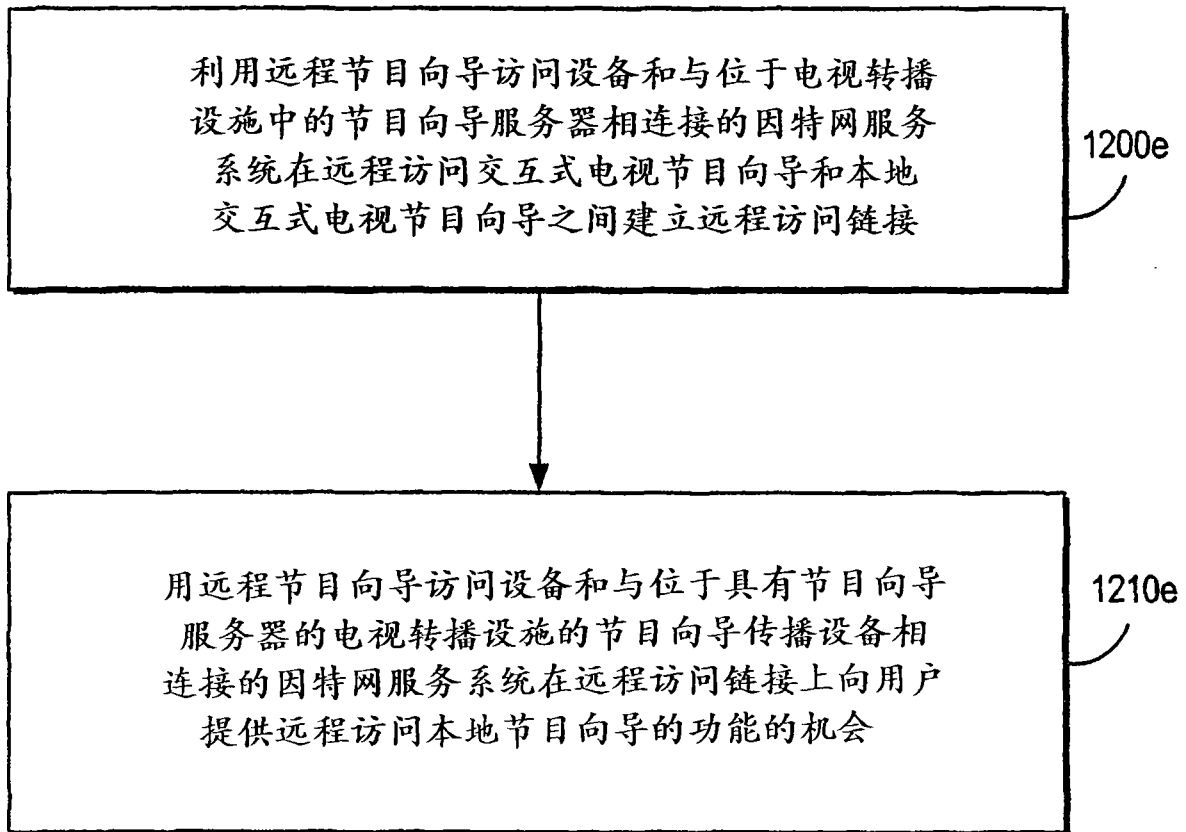 利用远程节目向导访问设备和与位于电视转播
设施中的节目向导服务器相连接的因特网服务
系统在远程访问交互式电视节目向导和本地
交互式电视节目向导之间建立远程访问链接
1200e
用远程节目向导访问设备和与位于具有节目向导
服务器的电视转播设施的节目向导传播设备相
连接的因特网服务系统在远程访问链接上向用户
提供远程访问本地节目向导的功能的机会
1210e